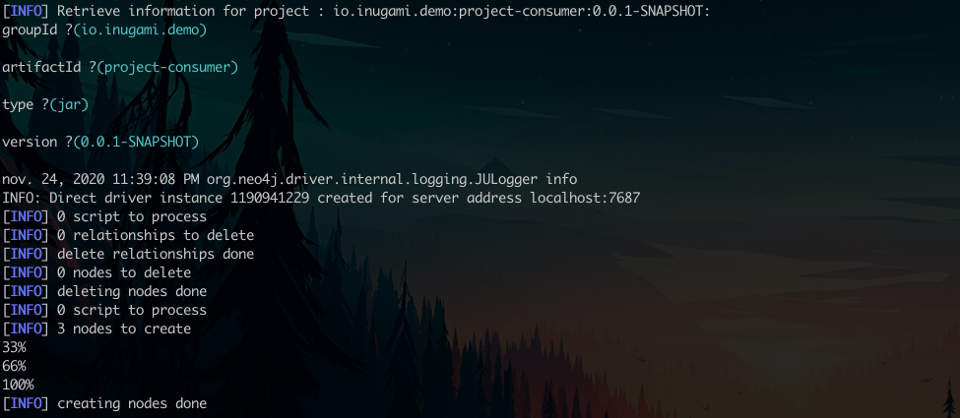 [INFO] Retrieve information for project : io.inugami.demo:project-consumer:0.0.1-SNAPSHOT:
groupId ?(io.inugami.demo)
artifactId ?(project-consumer)
type ?(jar)
version ?(0.0.1-SNAPSHOT)
nov. 24, 2020 11:39:08 PM org.neo4j.driver.internal.logging.JULogger info
INFO: Direct driver instance 1190941229 created for server address localhost:7687
[INFO] 0 script to process
[INFO] 0 relationships to delete
[INFO] delete relationships done
[INFO] 0 nodes to delete
[INFO] deleting nodes done
[INFO] 0 script to process
[INFO] 3 nodes to create
33%
66%
100%
[INFO] creating nodes done